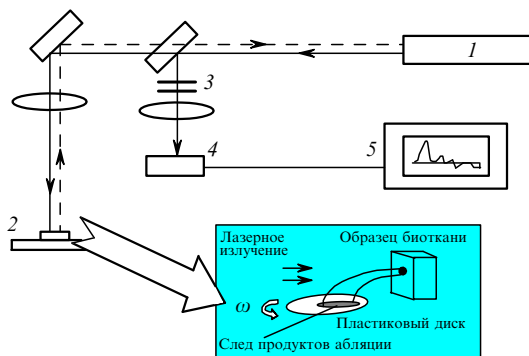 1
3
4
5
2
Лазерное
излучение
Образец биоткани
ω
Пластиковый диск
След продуктов абляции